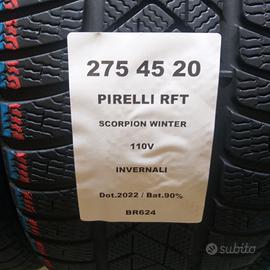 275 45 20
PIRELLI RFT
SCORPION WINTER
110V
INVERNALI
Dot.2022 / Bat.90%
BR624
subito